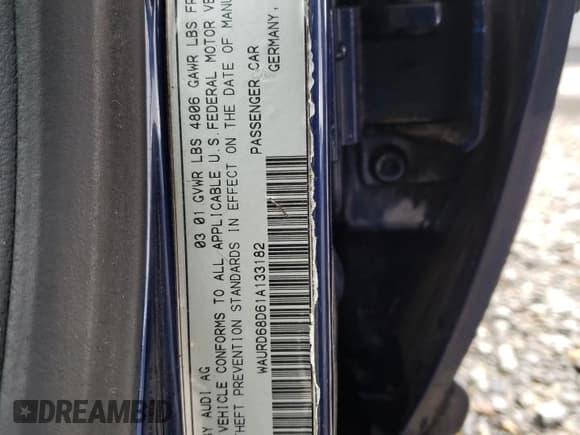 Y AUDI AG 03 01 GVWR LBS 4806 GAWR LBS FR
VEHICLE CONFORMS TO ALL APPLICABLE U.S.FEDERAL MOTOR VE
THEFT PREVENTION STANDARDS IN EFFECT ON THE DATE OF MANU
WAURD68D61A133182 PASSENGER CAR
GERMANY,
DREAMBID